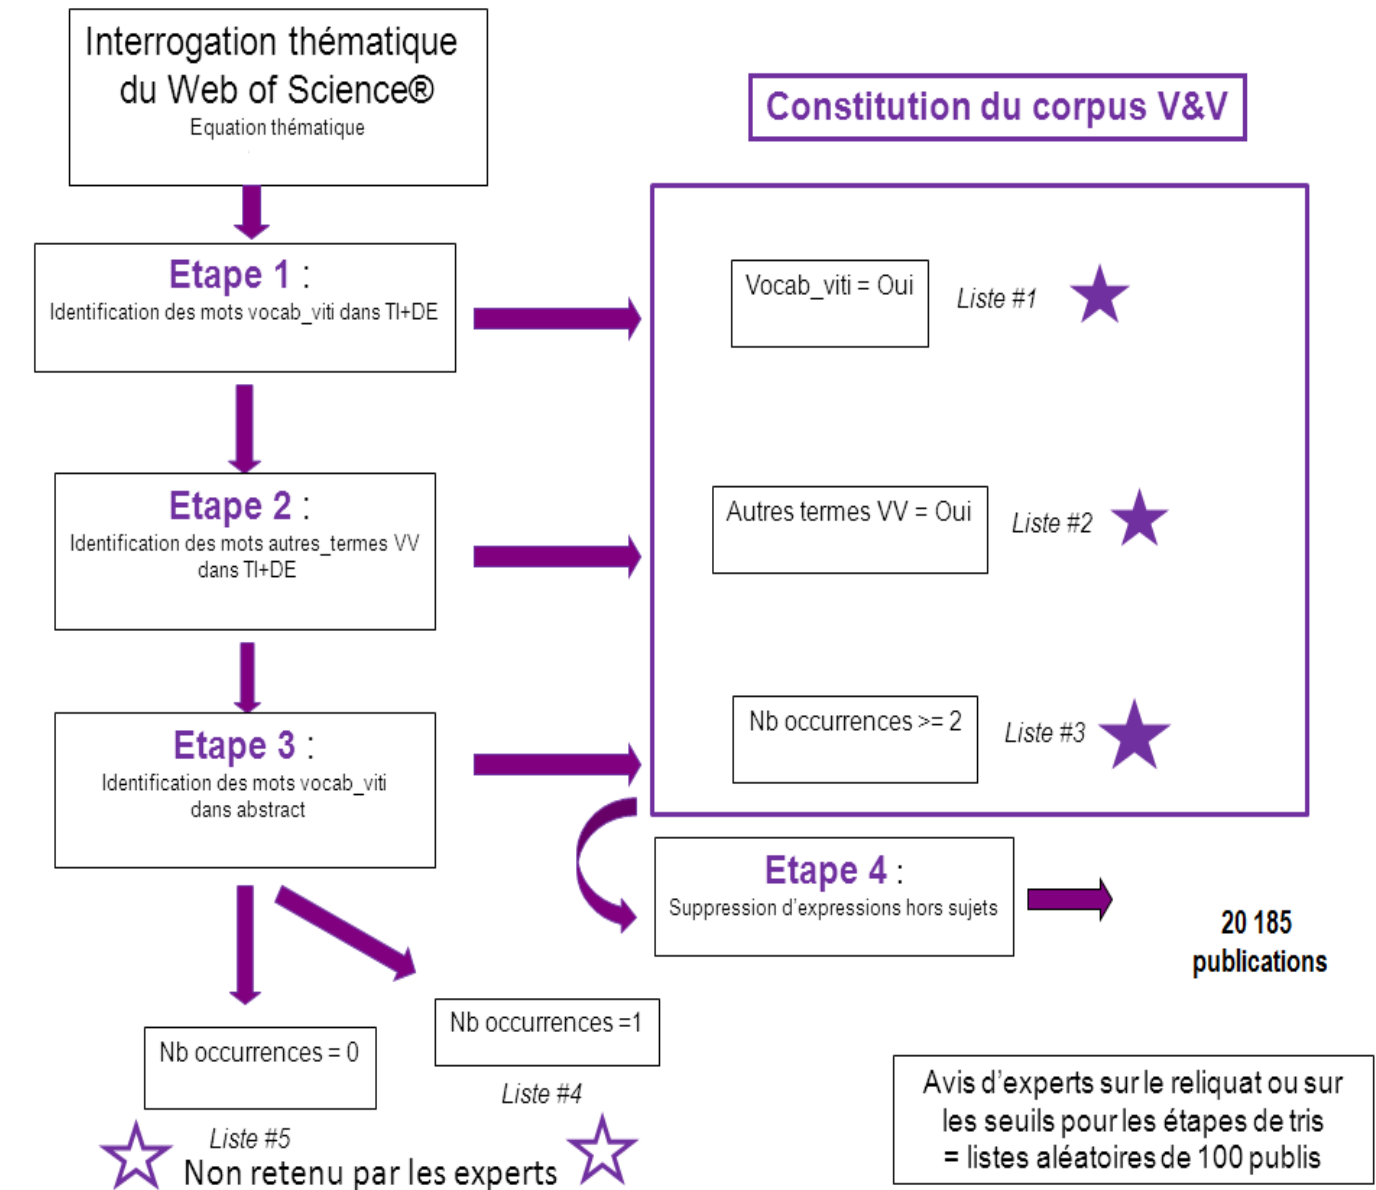 Interrogation thématique
du Web of Science®
Equation thématique
Constitution du corpus V&V
Etape 1 :
Identification des mots vocab_viti dans TI+DE
Vocab_viti = Oui
Liste #1
Etape 2 :
Identification des mots autres_termes VV
dans TI+DE
Autres termes VV = Oui
Liste #2
Etape 3 :
Identification des mots vocab_viti
dans abstract
Nb occurrences >= 2
Liste #3
Etape 4 :
Suppression d'expressions hors sujets
20 185
publications
Nb occurrences =1
Liste #4
Nb occurrences = 0
Liste #5
Non retenu par les experts
Avis d'experts sur le reliquat ou sur
les seuils pour les étapes de tris
= listes aléatoires de 100 publis